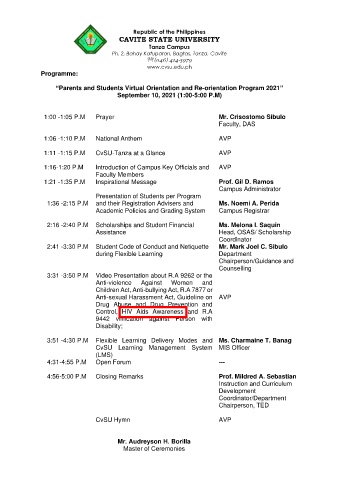 Republic of the Philippines
CAVITE STATE UNIVERSITY
Tanza Campus
Ph. 2, Bahay Katuparan, Bagtas, Tanza, Cavite
(046) 414-3979
www.cvsu.edu.ph
Programme:
"Parents and Students Virtual Orientation and Re-orientation Program 2021"
September 10, 2021 (1:00-5:00 P.M)
1:00 -1:05 P.M Prayer Mr. Crisostomo Sibulo
Faculty, DAS
1:06 -1:10 P.M National Anthem AVP
1:11 -1:15 P.M CvSU-Tanza at a Glance AVP
1:16-1:20 P.M Introduction of Campus Key Officials and AVP
Faculty Members
1:21 -1:35 P.M Inspirational Message Prof. Gil D. Ramos
Campus Administrator
Presentation of Students per Program
1:36 -2:15 P.M and their Registration Advisers and Ms. Noemi A. Perida
Academic Policies and Grading System Campus Registrar
2:16 -2:40 P.M Scholarships and Student Financial Ms. Melona I. Saquin
Assistance Head, OSAS/ Scholarship
Coordinator
2:41 -3:30 P.M Student Code of Conduct and Netiquette Mr. Mark Joel C. Sibulo
during Flexible Learning Department
Chairperson/Guidance and
Counselling
3:31 -3:50 P.M Video Presentation about R.A 9262 or the
Anti-violence Against Women and
Children Act, Anti-bullying Act, R.A 7877 or
Anti-sexual Harassment Act, Guideline on AVP
Drug Abuse and Drug Prevention and
Control, HIV Aids Awareness and R.A
9442 vilification against Person with
Disability;
3:51 -4:30 P.M Flexible Learning Delivery Modes and Ms. Charmaine T. Banag
CvSU Learning Management System MIS Officer
(LMS)
4:31-4:55 P.M Open Forum ---
4:56-5:00 P.M Closing Remarks Prof. Mildred A. Sebastian
Instruction and Curriculum
Development
Coordinator/Department
Chairperson, TED
CvSU Hymn AVP
Mr. Audreyson H. Borilla
Master of Ceremonies